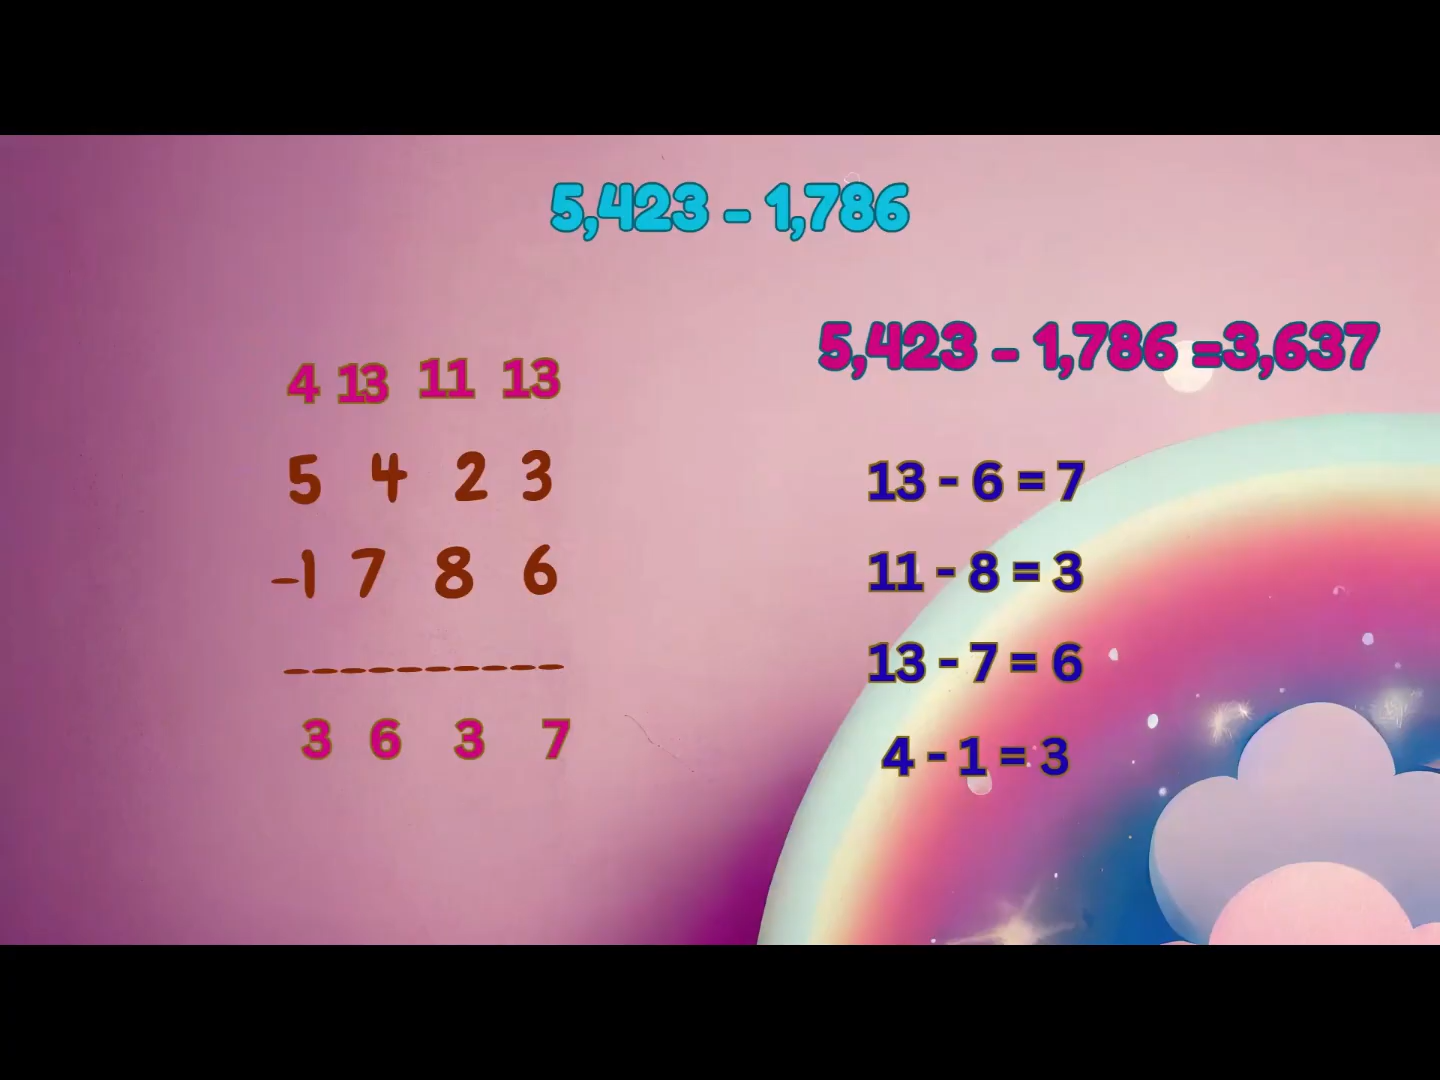 5,423 - 1,786
5,423 - 1,786 =3,637
4 13 11 13
5 4 2 3
-1 7 8 6
----------
3 6 3 7
13 - 6 = 7
11 - 8 = 3
13 - 7 = 6
4 - 1 = 3